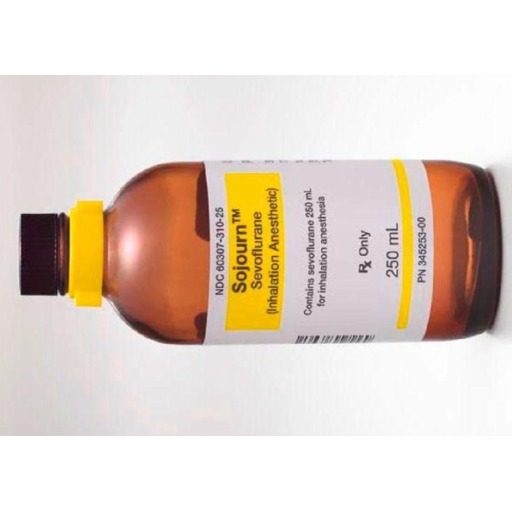 NDC 60307-310-25
Sojourn™
Sevoflurane
(Inhalation Anesthetic)
Contains sevoflurane 250 mL
for inhalation anesthesia
℞ Only
250 mL
PN 345253-00